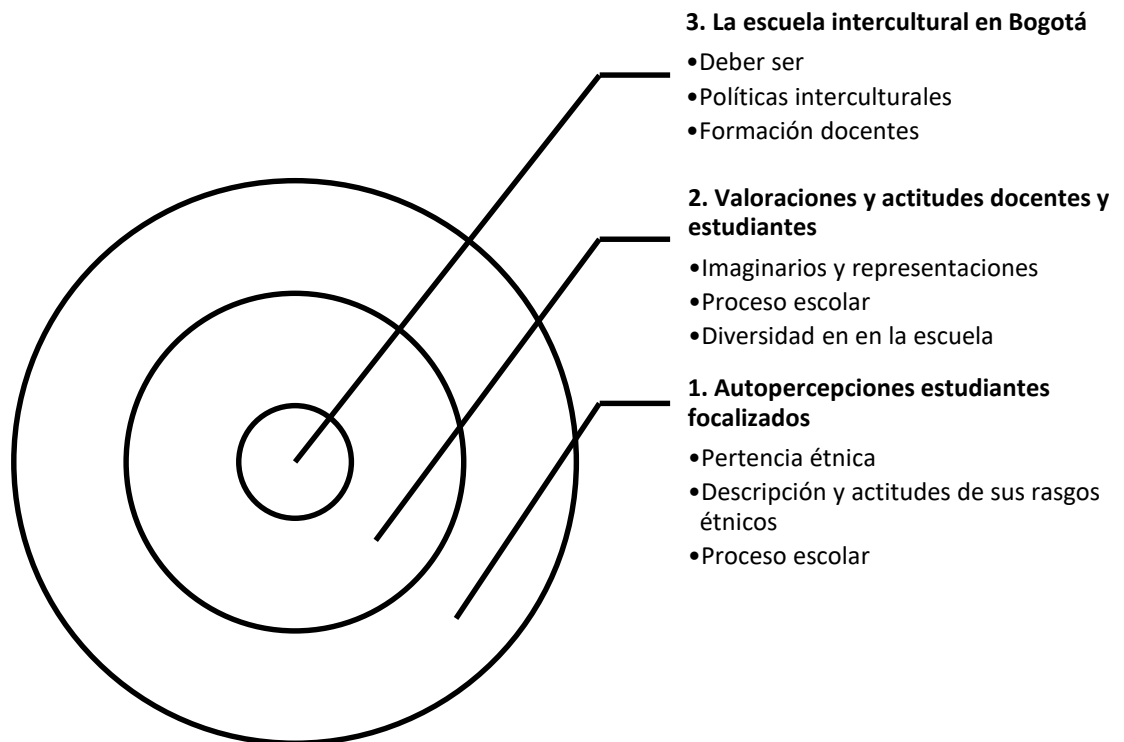 3. La escuela intercultural en Bogotá
•Deber ser
•Políticas interculturales
•Formación docentes
2. Valoraciones y actitudes docentes y
estudiantes
•Imaginarios y representaciones
•Proceso escolar
•Diversidad en en la escuela
1. Autopercepciones estudiantes
focalizados
•Pertencia étnica
•Descripción y actitudes de sus rasgos
étnicos
•Proceso escolar